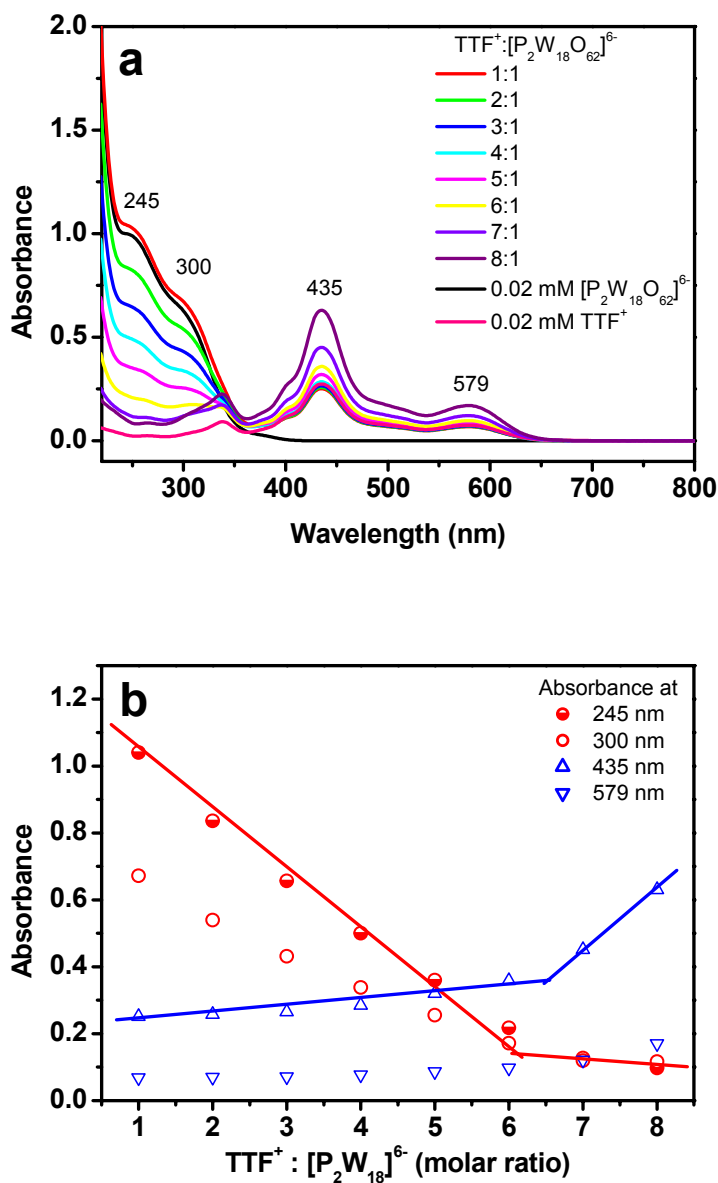 a
TTF⁺:[P₂W₁₈O₆₂]⁶⁻
1:1
2:1
3:1
4:1
5:1
6:1
7:1
8:1
0.02 mM [P₂W₁₈O₆₂]⁶⁻
0.02 mM TTF⁺
245
300
435
579
2.0
1.5
1.0
0.5
0.0
Absorbance
300 400 500 600 700 800
Wavelength (nm)
b
Absorbance at
245 nm
300 nm
435 nm
579 nm
1.2
1.0
0.8
0.6
0.4
0.2
0.0
Absorbance
1 2 3 4 5 6 7 8
TTF⁺ : [P₂W₁₈]⁶⁻ (molar ratio)